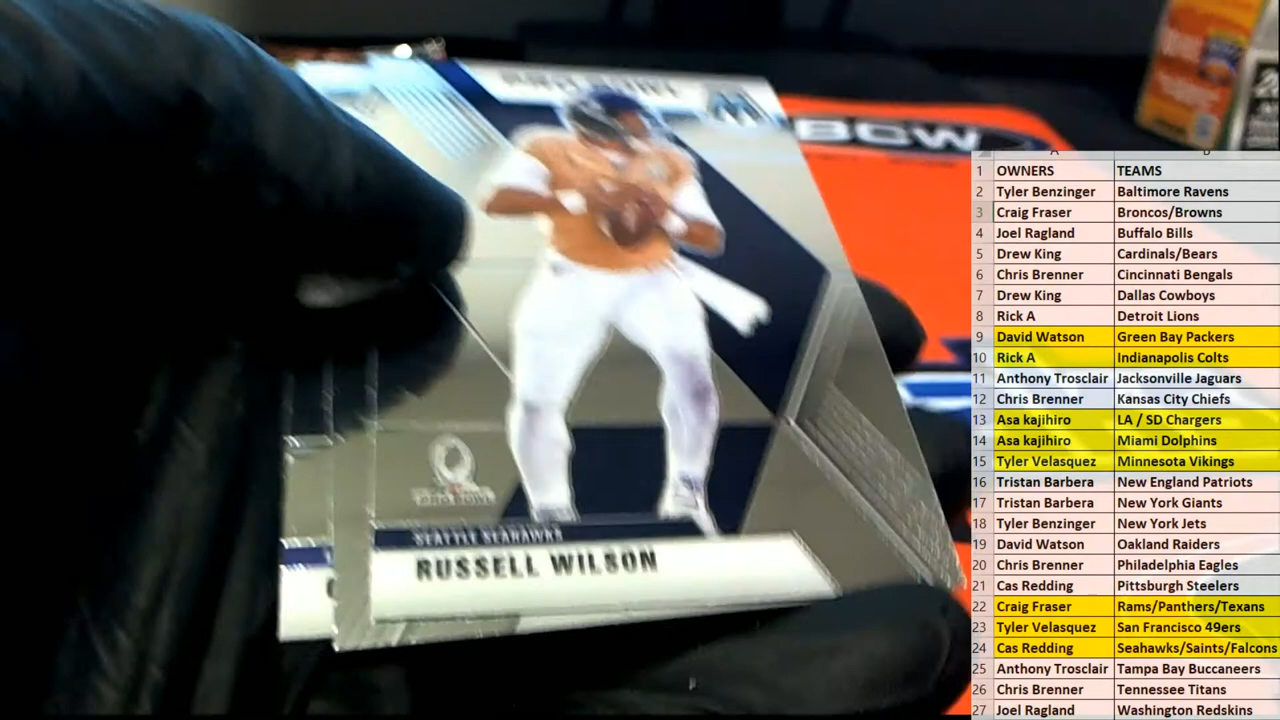 PRO BOWL
BCW
PRO BOWL
SEATTLE SEAHAWKS
RUSSELL WILSON
A B
1 OWNERS TEAMS
2 Tyler Benzinger Baltimore Ravens
3 Craig Fraser Broncos/Browns
4 Joel Ragland Buffalo Bills
5 Drew King Cardinals/Bears
6 Chris Brenner Cincinnati Bengals
7 Drew King Dallas Cowboys
8 Rick A Detroit Lions
9 David Watson Green Bay Packers
10 Rick A Indianapolis Colts
11 Anthony Trosclair Jacksonville Jaguars
12 Chris Brenner Kansas City Chiefs
13 Asa kajihiro LA / SD Chargers
14 Asa kajihiro Miami Dolphins
15 Tyler Velasquez Minnesota Vikings
16 Tristan Barbera New England Patriots
17 Tristan Barbera New York Giants
18 Tyler Benzinger New York Jets
19 David Watson Oakland Raiders
20 Chris Brenner Philadelphia Eagles
21 Cas Redding Pittsburgh Steelers
22 Craig Fraser Rams/Panthers/Texans
23 Tyler Velasquez San Francisco 49ers
24 Cas Redding Seahawks/Saints/Falcons
25 Anthony Trosclair Tampa Bay Buccaneers
26 Chris Brenner Tennessee Titans
27 Joel Ragland Washington Redskins